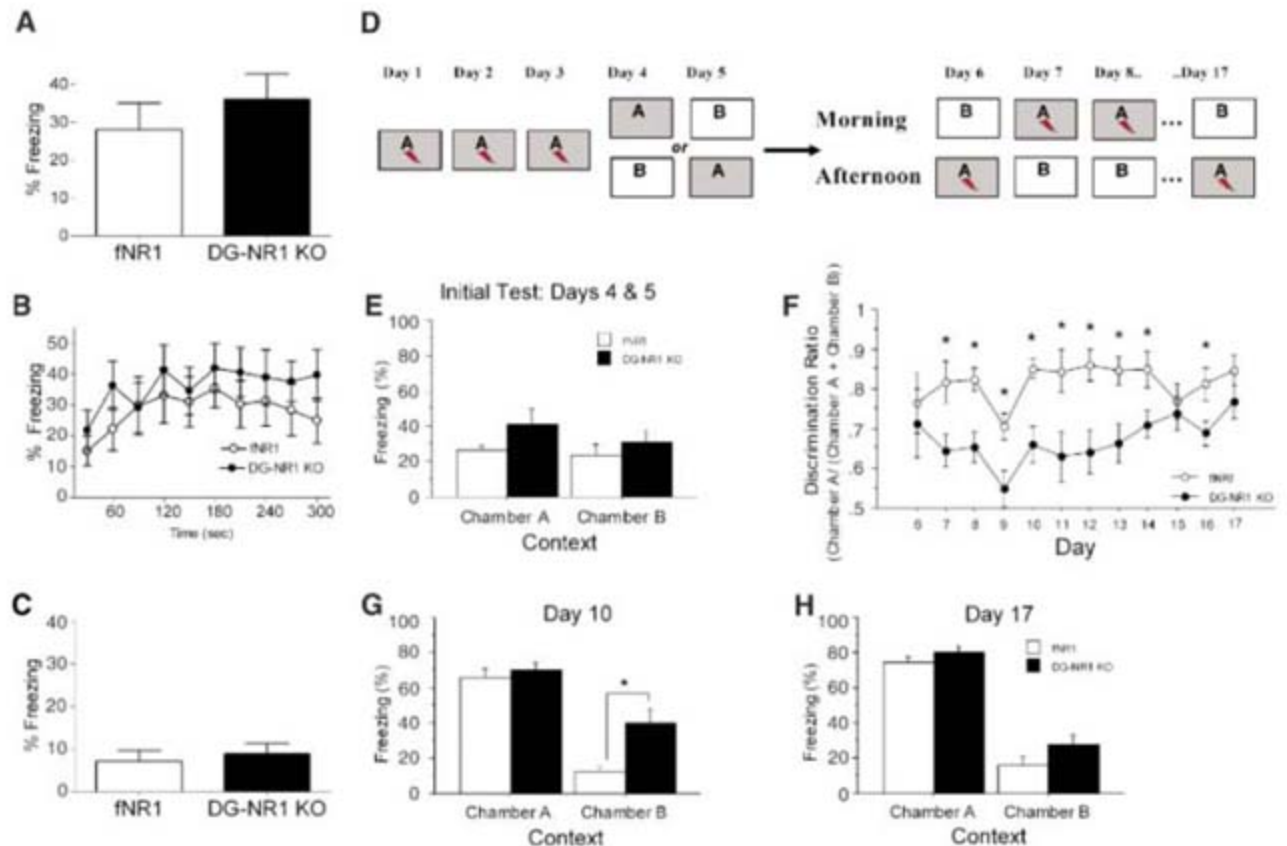 A
% Freezing
40
30
20
10
0
fNR1
DG-NR1 KO
D
Day 1 Day 2 Day 3 Day 4 Day 5
A A A
A B
or
B A
Day 6 Day 7 Day 8.. ..Day 17
Morning
B A A ... B
Afternoon
A B B ... A
B
% Freezing
50
40
30
20
10
0
fNR1
DG-NR1 KO
60 120 180 240 300
Time (sec)
E
Initial Test: Days 4 & 5
Freezing (%)
100
80
60
40
20
0
fNR1
DG-NR1 KO
Chamber A Chamber B
Context
F
Discrimination Ratio
(Chamber A/ (Chamber A + Chamber B))
1
.9
.8
.7
.6
.5
* * * * * * * * *
fNR1
DG-NR1 KO
6 7 8 9 10 11 12 13 14 15 16 17
Day
C
% Freezing
40
30
20
10
0
fNR1
DG-NR1 KO
G
Day 10
Freezing (%)
100
80
60
40
20
0
*
Chamber A Chamber B
Context
H
Day 17
Freezing (%)
100
80
60
40
20
0
fNR1
DG-NR1 KO
Chamber A Chamber B
Context